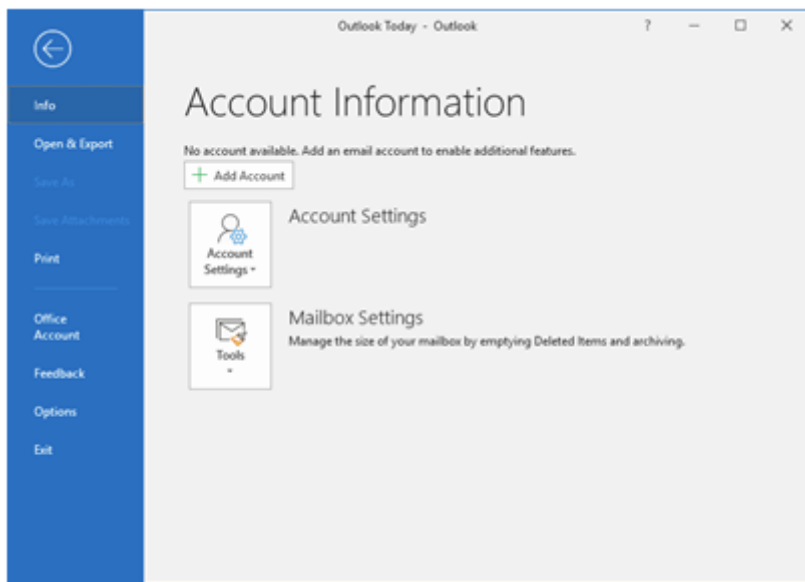 Outlook Today - Outlook
?
Info
Open & Export
Save As
Save Attachments
Print
Office
Account
Feedback
Options
Exit
Account Information
No account available. Add an email account to enable additional features.
Add Account
Account
Settings
Account Settings
Tools
Mailbox Settings
Manage the size of your mailbox by emptying Deleted Items and archiving.